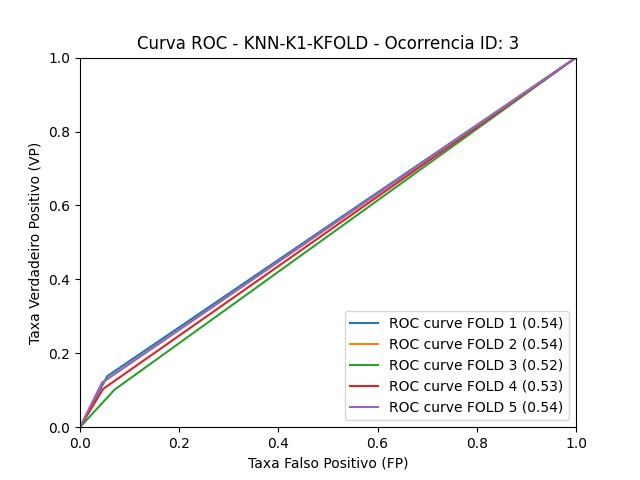 Curva ROC - KNN-K1-KFOLD - Ocorrencia ID: 3
Taxa Verdadeiro Positivo (VP)
1.0
0.8
0.6
0.4
0.2
0.0
ROC curve FOLD 1 (0.54)
ROC curve FOLD 2 (0.54)
ROC curve FOLD 3 (0.52)
ROC curve FOLD 4 (0.53)
ROC curve FOLD 5 (0.54)
0.0 0.2 0.4 0.6 0.8 1.0
Taxa Falso Positivo (FP)